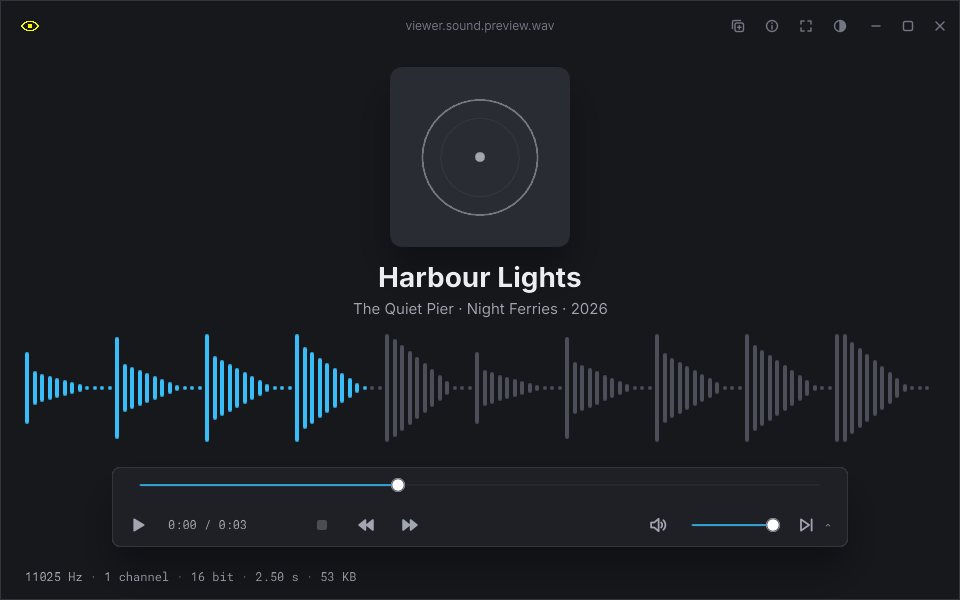 viewer.sound.preview.wav
Harbour Lights
The Quiet Pier · Night Ferries · 2026
0:00 / 0:03
11025 Hz · 1 channel · 16 bit · 2.50 s · 53 KB